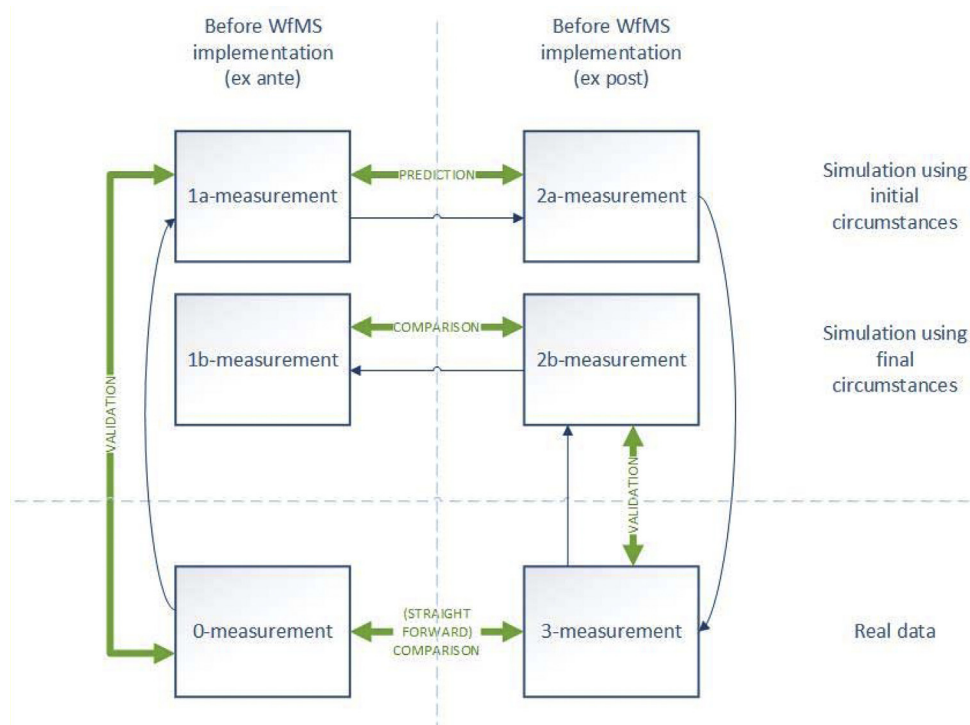 Before WfMS
implementation
(ex ante)
Before WfMS
implementation
(ex post)
1a-measurement
PREDICTION
2a-measurement
Simulation using
initial
circumstances
1b-measurement
COMPARISON
2b-measurement
Simulation using
final
circumstances
VALIDATION
VALIDATION
0-measurement
(STRAIGHT
FORWARD)
COMPARISON
3-measurement
Real data